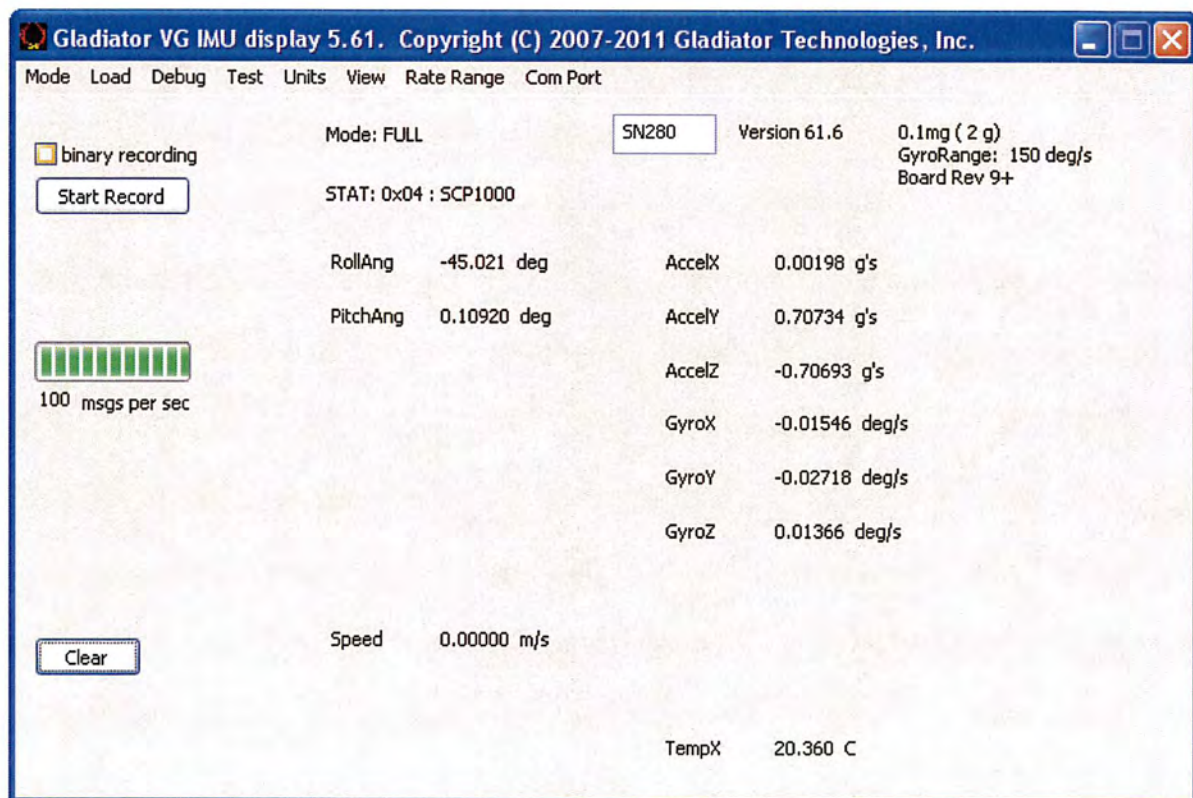 Gladiator VG IMU display 5.61. Copyright (C) 2007-2011 Gladiator Technologies, Inc.
Mode Load Debug Test Units View Rate Range Com Port
binary recording
Start Record
100 msgs per sec
Clear
Mode: FULL
STAT: 0x04 : SCP1000
RollAng -45.021 deg
PitchAng 0.10920 deg
Speed 0.00000 m/s
SN280 Version 61.6
0.1mg ( 2 g)
GyroRange: 150 deg/s
Board Rev 9+
AccelX 0.00198 g's
AccelY 0.70734 g's
AccelZ -0.70693 g's
GyroX -0.01546 deg/s
GyroY -0.02718 deg/s
GyroZ 0.01366 deg/s
TempX 20.360 C